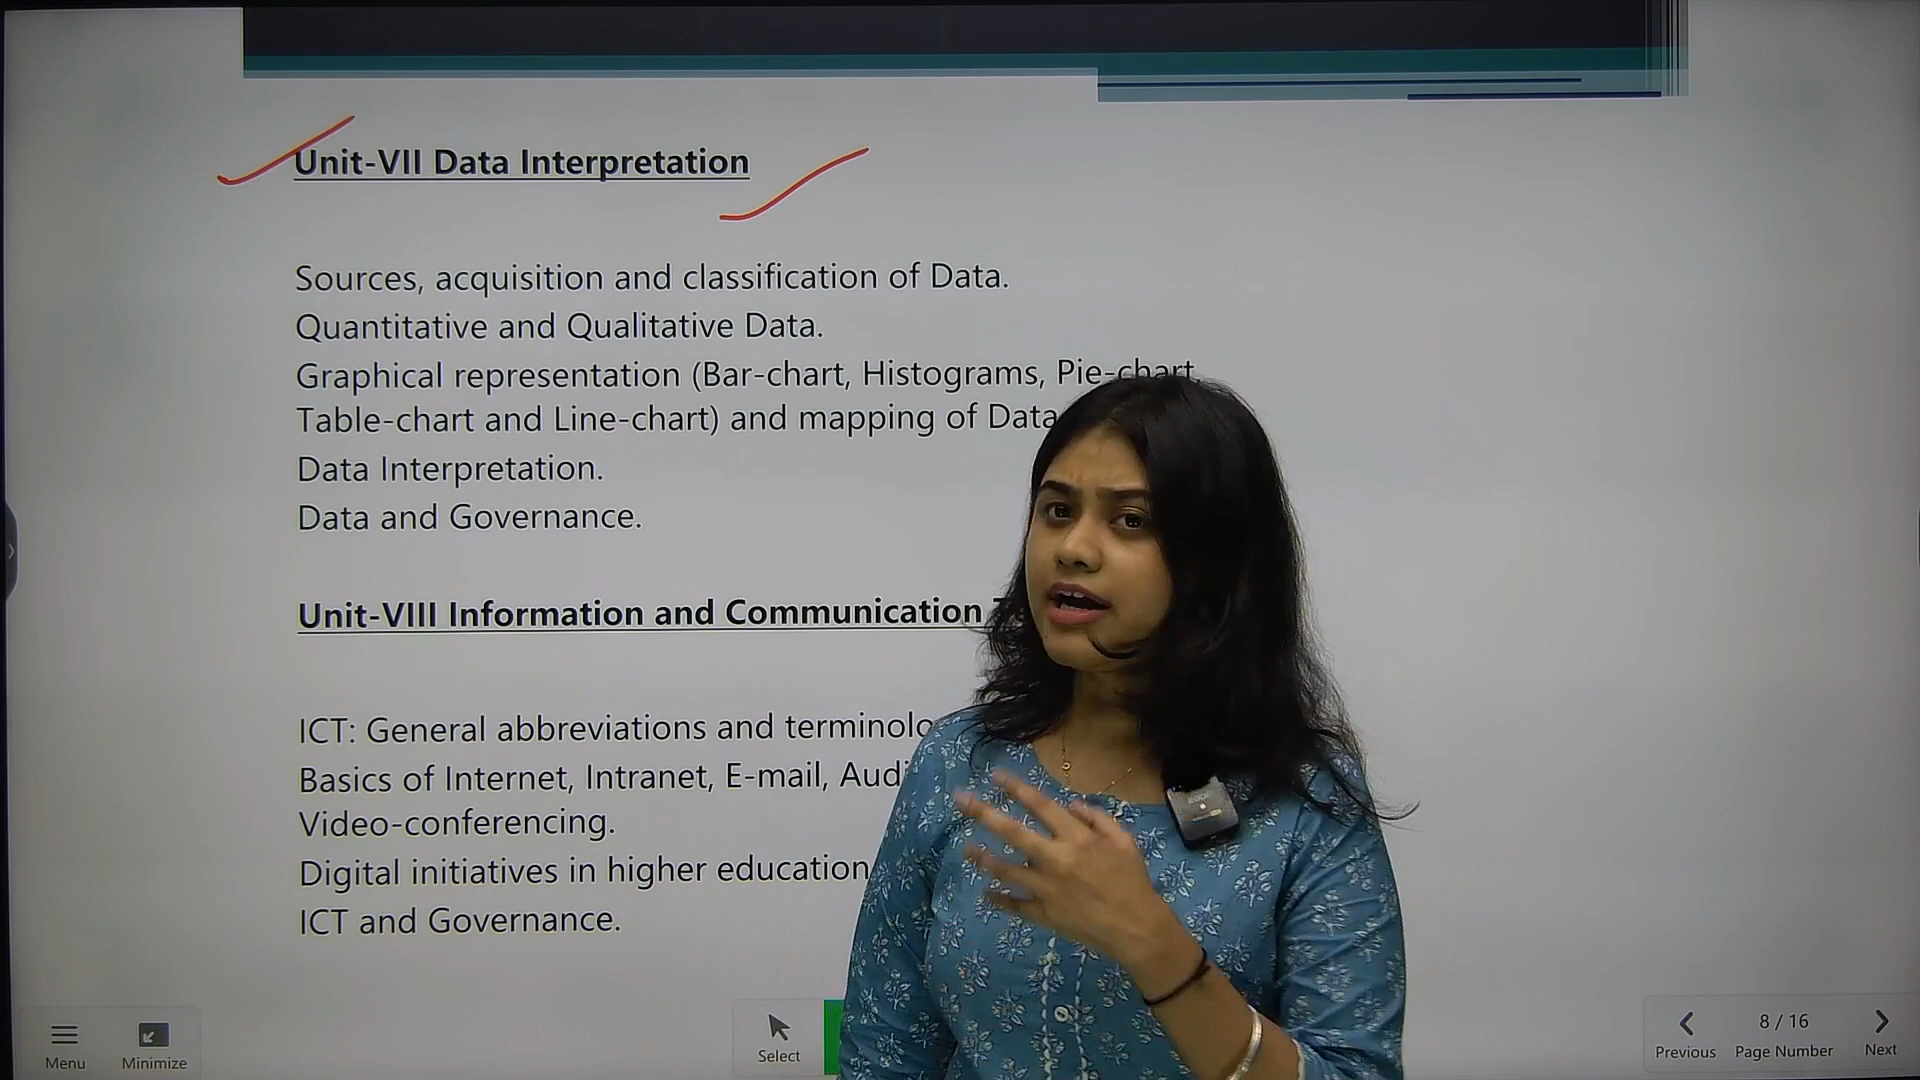 Unit-VII Data Interpretation
Sources, acquisition and classification of Data.
Quantitative and Qualitative Data.
Graphical representation (Bar-chart, Histograms, Pie-chart,
Table-chart and Line-chart) and mapping of Data
Data Interpretation.
Data and Governance.
Unit-VIII Information and Communication
ICT: General abbreviations and
Basics of Internet, Intranet, E-mail,
Video-conferencing.
Digital initiatives in higher education
ICT and Governance.
Menu
Minimize
Select
8 / 16
Previous
Page Number
Next